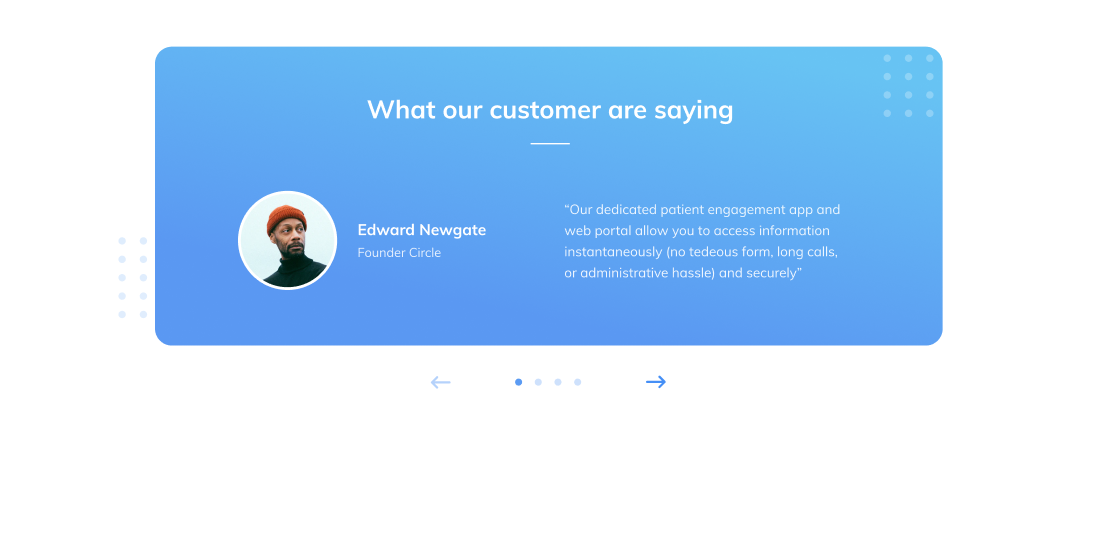 What our customer are saying
Edward Newgate
Founder Circle
“Our dedicated patient engagement app and
web portal allow you to access information
instantaneously (no tedeous form, long calls,
or administrative hassle) and securely”